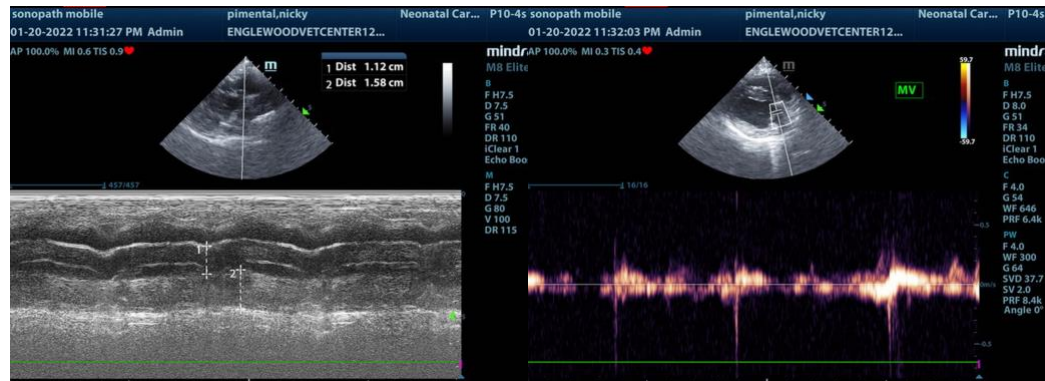 sonopath mobile pimental,nicky Neonatal Car... P10-4s
01-20-2022 11:31:27 PM Admin ENGLEWOODVETCENTER12...
AP 100.0% MI 0.6 TIS 0.9
m
1 Dist 1.12 cm
2 Dist 1.58 cm
mindr
M8 Elite
B
F H7.5
D 7.5
G 51
FR 40
DR 110
iClear 1
Echo Boo
M
F H7.5
D 7.5
G 80
V 100
DR 115
457/457
1
2
sonopath mobile pimental,nicky Neonatal Car... P10-4s
01-20-2022 11:32:03 PM Admin ENGLEWOODVETCENTER12...
AP 100.0% MI 0.3 TIS 0.4
m
MV
59.7
-59.7
mindr
M8 Elite
B
F H7.5
D 8.0
G 51
FR 34
DR 110
iClear 1
Echo Boo
C
F 4.0
G 54
WF 646
PRF 6.4k
PW
F 4.0
WF 300
G 64
SVD 37.7
SV 2.0
PRF 8.4k
Angle 0°
16/16
-0.5
0m/s
-0.5